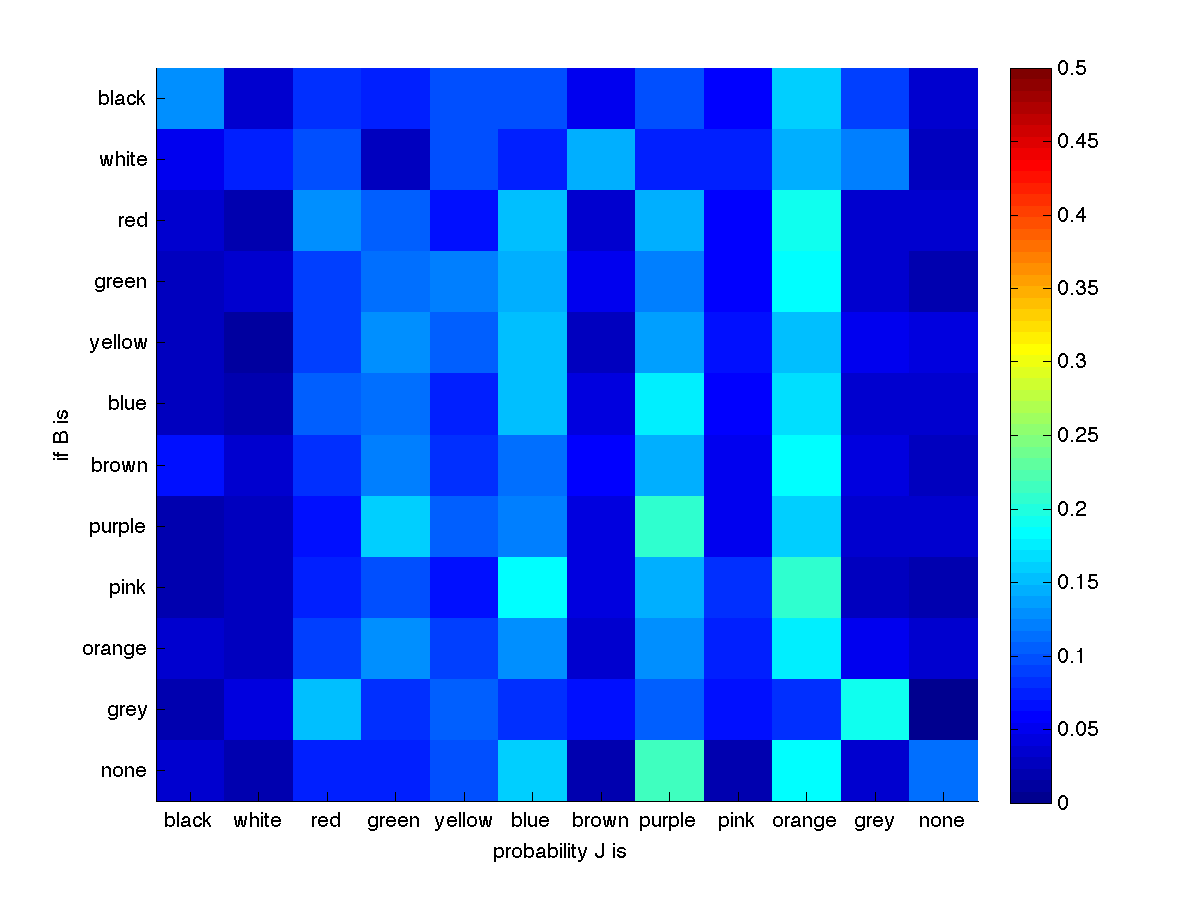 black
white
red
green
yellow
blue
brown
purple
pink
orange
grey
none
if B is
black white red green yellow blue brown purple pink orange grey none
probability J is
0.5
0.45
0.4
0.35
0.3
0.25
0.2
0.15
0.1
0.05
0